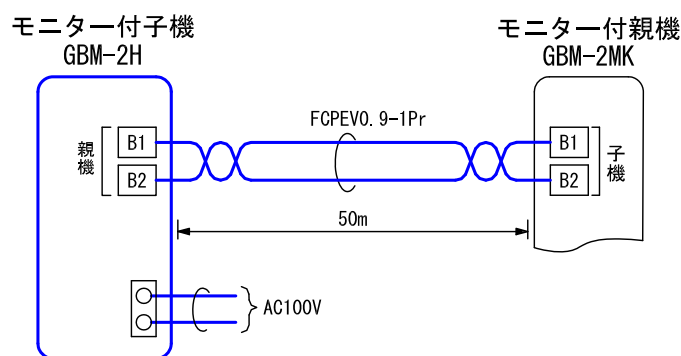 モニター付子機
GBM-2H
モニター付親機
GBM-2MK
FCPEV0.9-1Pr
親機
B1
B2
B1
B2
子機
50m
AC100V